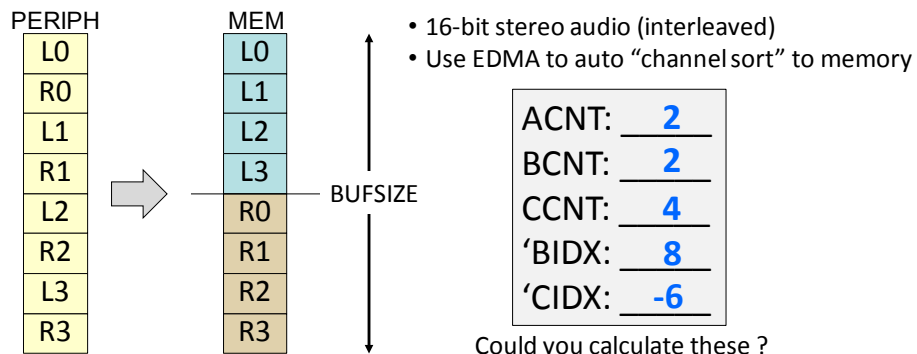 PERIPH
L0
R0
L1
R1
L2
R2
L3
R3
MEM
L0
L1
L2
L3
R0
R1
R2
R3
BUFSIZE
• 16-bit stereo audio (interleaved)
• Use EDMA to auto “channel sort” to memory
ACNT: 2
BCNT: 2
CCNT: 4
‘BIDX: 8
‘CIDX: -6
Could you calculate these ?